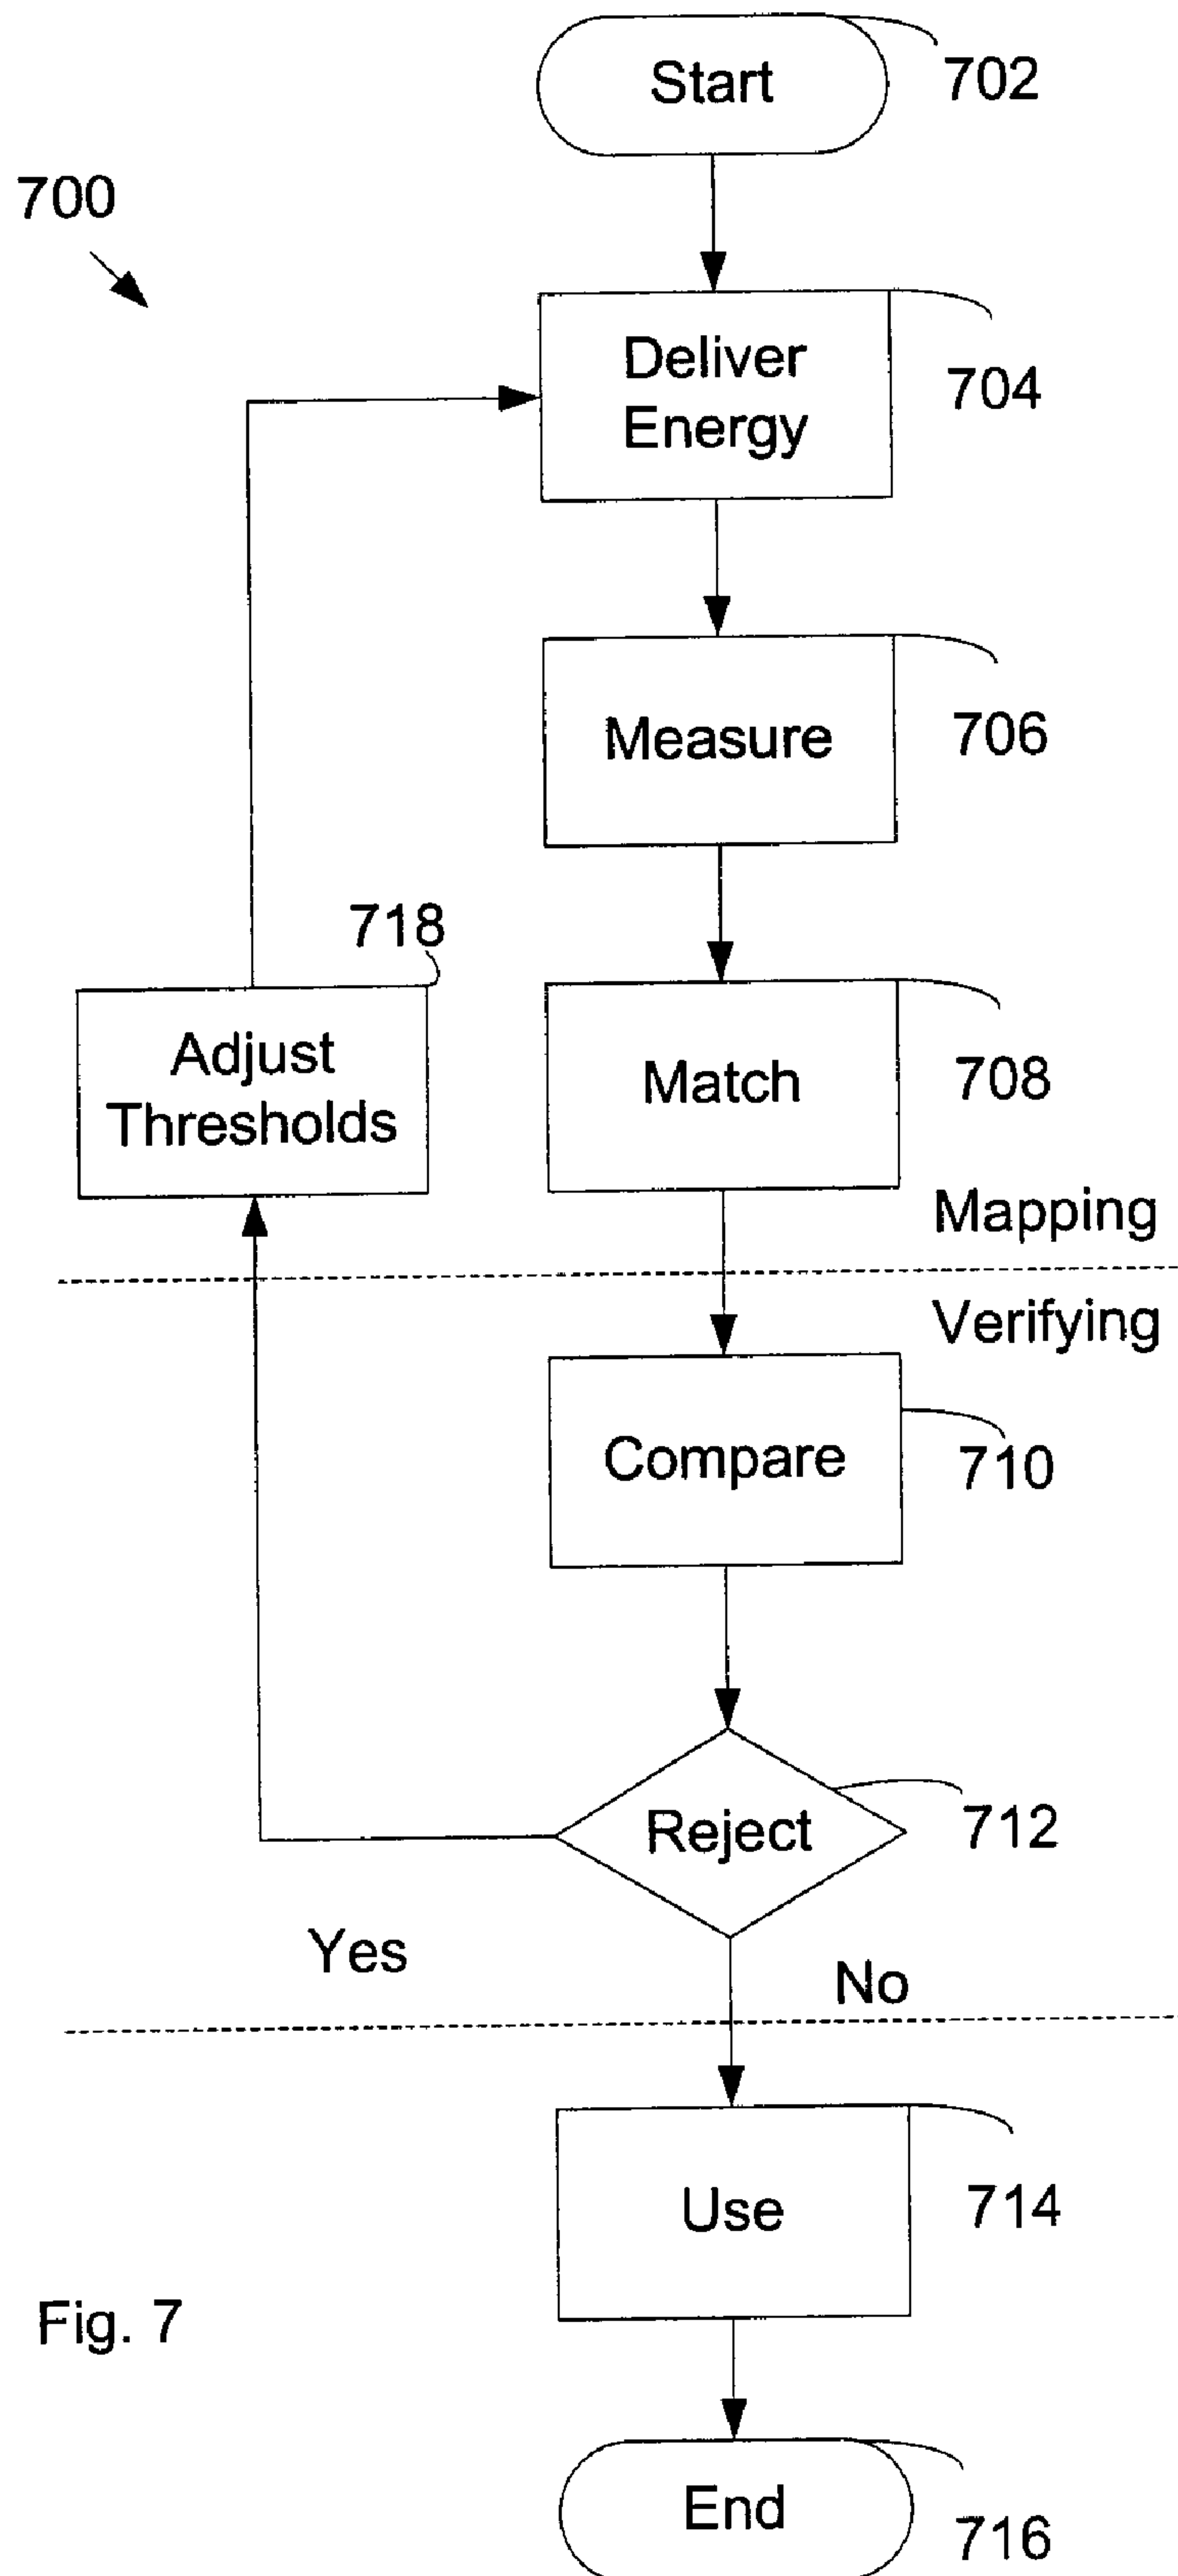 Start
702
700
Deliver
Energy
704
Measure
706
718
Adjust
Thresholds
Match
708
Mapping
Verifying
Compare
710
Reject
712
Yes
No
Use
714
Fig. 7
End
716